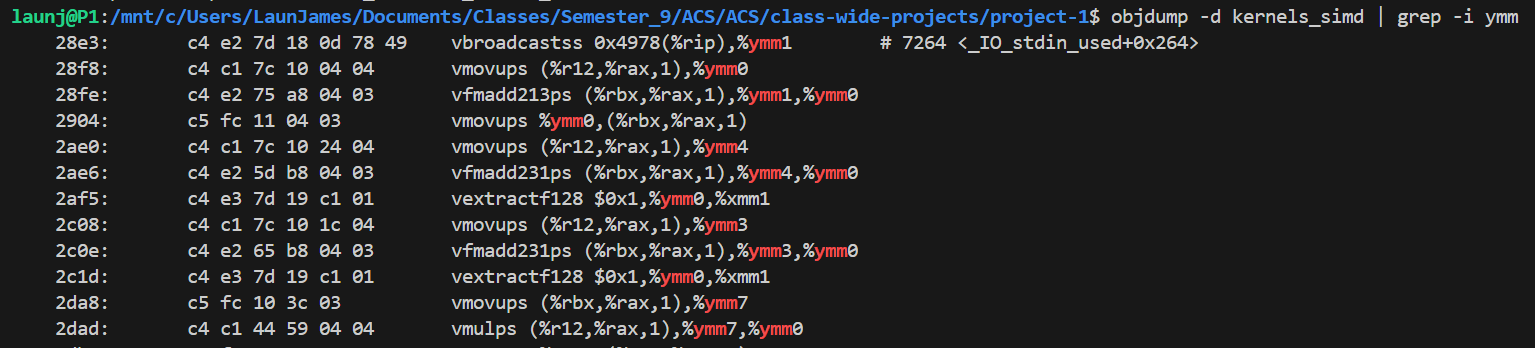 launj@P1:/mnt/c/Users/LaunJames/Documents/Classes/Semester_9/ACS/ACS/class-wide-projects/project-1$ objdump -d kernels_simd | grep -i ymm
28e3: c4 e2 7d 18 0d 78 49 vbroadcastss 0x4978(%rip),%ymm1 # 7264 <_IO_stdin_used+0x264>
28f8: c4 c1 7c 10 04 04 vmovups (%r12,%rax,1),%ymm0
28fe: c4 e2 75 a8 04 03 vfmadd213ps (%rbx,%rax,1),%ymm1,%ymm0
2904: c5 fc 11 04 03 vmovups %ymm0,(%rbx,%rax,1)
2ae0: c4 c1 7c 10 24 04 vmovups (%r12,%rax,1),%ymm4
2ae6: c4 e2 5d b8 04 03 vfmadd231ps (%rbx,%rax,1),%ymm4,%ymm0
2af5: c4 e3 7d 19 c1 01 vextractf128 $0x1,%ymm0,%xmm1
2c08: c4 c1 7c 10 1c 04 vmovups (%r12,%rax,1),%ymm3
2c0e: c4 e2 65 b8 04 03 vfmadd231ps (%rbx,%rax,1),%ymm3,%ymm0
2c1d: c4 e3 7d 19 c1 01 vextractf128 $0x1,%ymm0,%xmm1
2da8: c5 fc 10 3c 03 vmovups (%rbx,%rax,1),%ymm7
2dad: c4 c1 44 59 04 04 vmulps (%r12,%rax,1),%ymm7,%ymm0